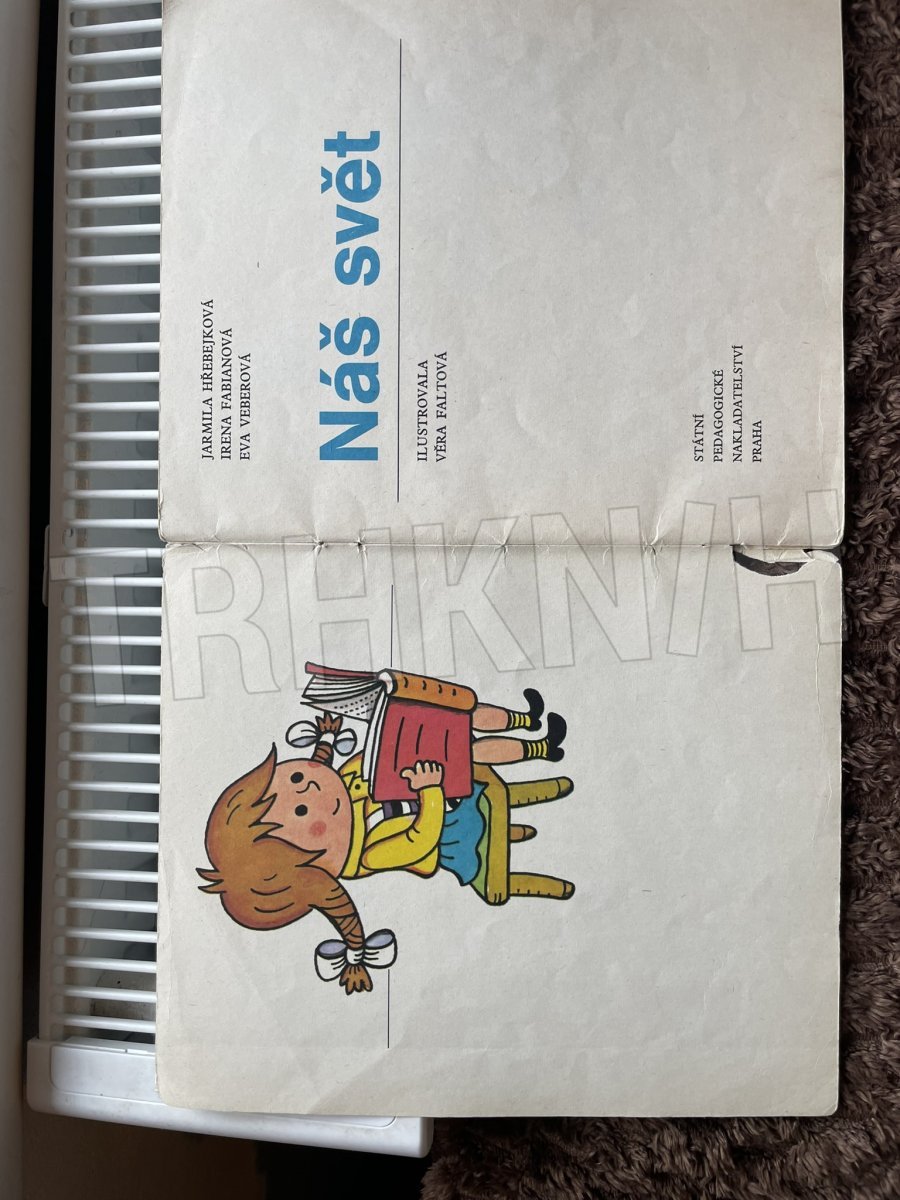 JARMILA HŘEBEJKOVÁ
IRENA FABIANOVÁ
EVA VEBEROVÁ
Náš svět
ILUSTROVALA
VĚRA FALTOVÁ
STÁTNÍ
PEDAGOGICKÉ
NAKLADATELSTVÍ
PRAHA
TRHKNIH